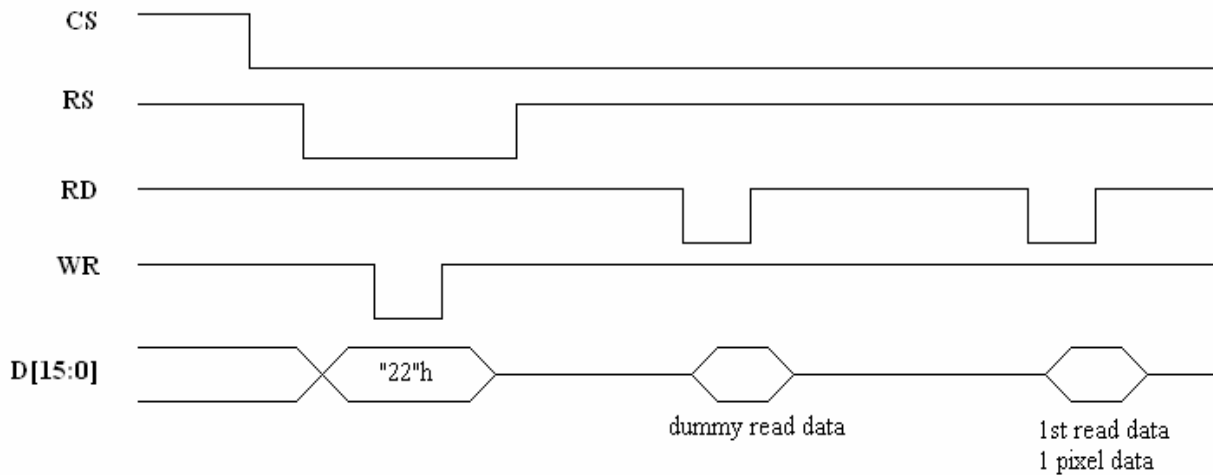 CS
RS
RD
WR
D[15:0]
"22"h
dummy read data
1st read data
1 pixel data